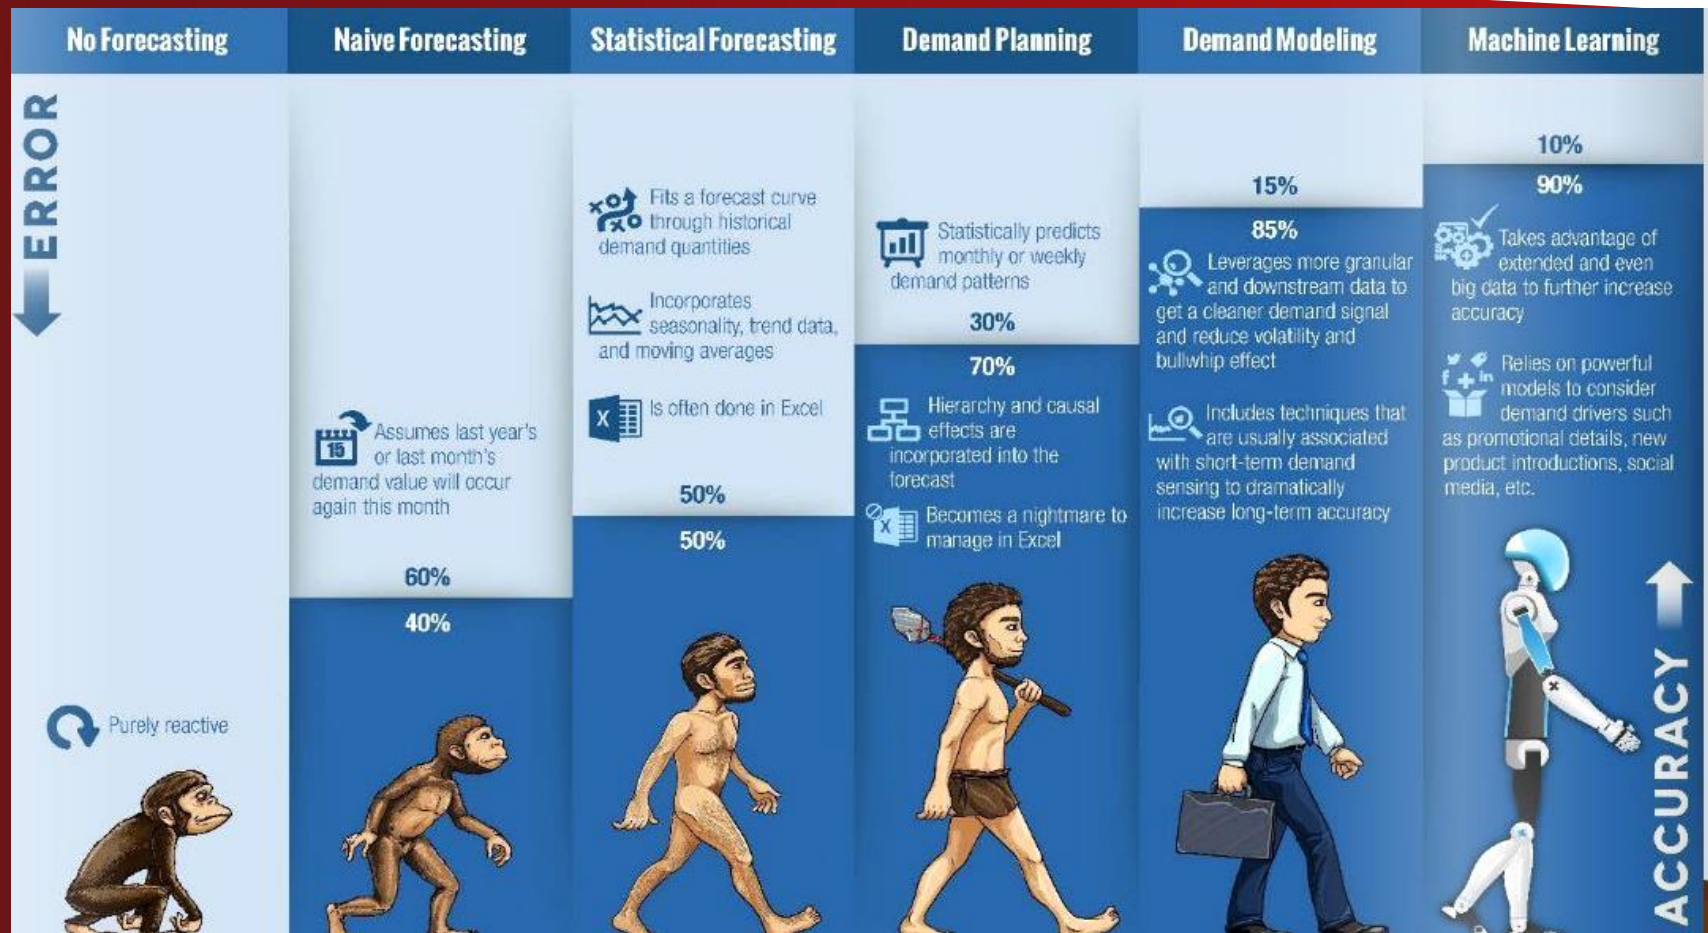 No Forecasting
Naive Forecasting
Statistical Forecasting
Demand Planning
Demand Modeling
Machine Learning
ERROR
Purely reactive
15
Assumes last year's
or last month's
demand value will occur
again this month
60%
40%
Fits a forecast curve
through historical
demand quantities
Incorporates
seasonality, trend data,
and moving averages
X
Is often done in Excel
50%
50%
Statistically predicts
monthly or weekly
demand patterns
30%
70%
Hierarchy and causal
effects are
incorporated into the
forecast
X
Becomes a nightmare to
manage in Excel
15%
85%
Leverages more granular
and downstream data to
get a cleaner demand signal
and reduce volatility and
bullwhip effect
Includes techniques that
are usually associated
with short-term demand
sensing to dramatically
increase long-term accuracy
10%
90%
Takes advantage of
extended and even
big data to further increase
accuracy
f + in
Relies on powerful
models to consider
demand drivers such
as promotional details, new
product introductions, social
media, etc.
ACCURACY